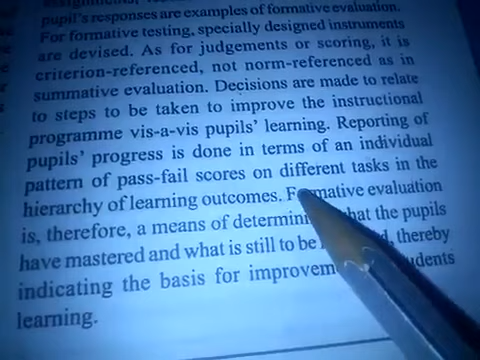 pupil's responses are examples of formative evaluation.
For formative testing, specially designed instruments
are devised. As for judgements or scoring, it is
criterion-referenced, not norm-referenced as in
summative evaluation. Decisions are made to relate
to steps to be taken to improve the instructional
programme vis-a-vis pupils' learning. Reporting of
pupils' progress is done in terms of an individual
pattern of pass-fail scores on different tasks in the
hierarchy of learning outcomes. Formative evaluation
is, therefore, a means of determin hat the pupils
have mastered and what is still to be thereby
indicating the basis for improvem udents
learning.